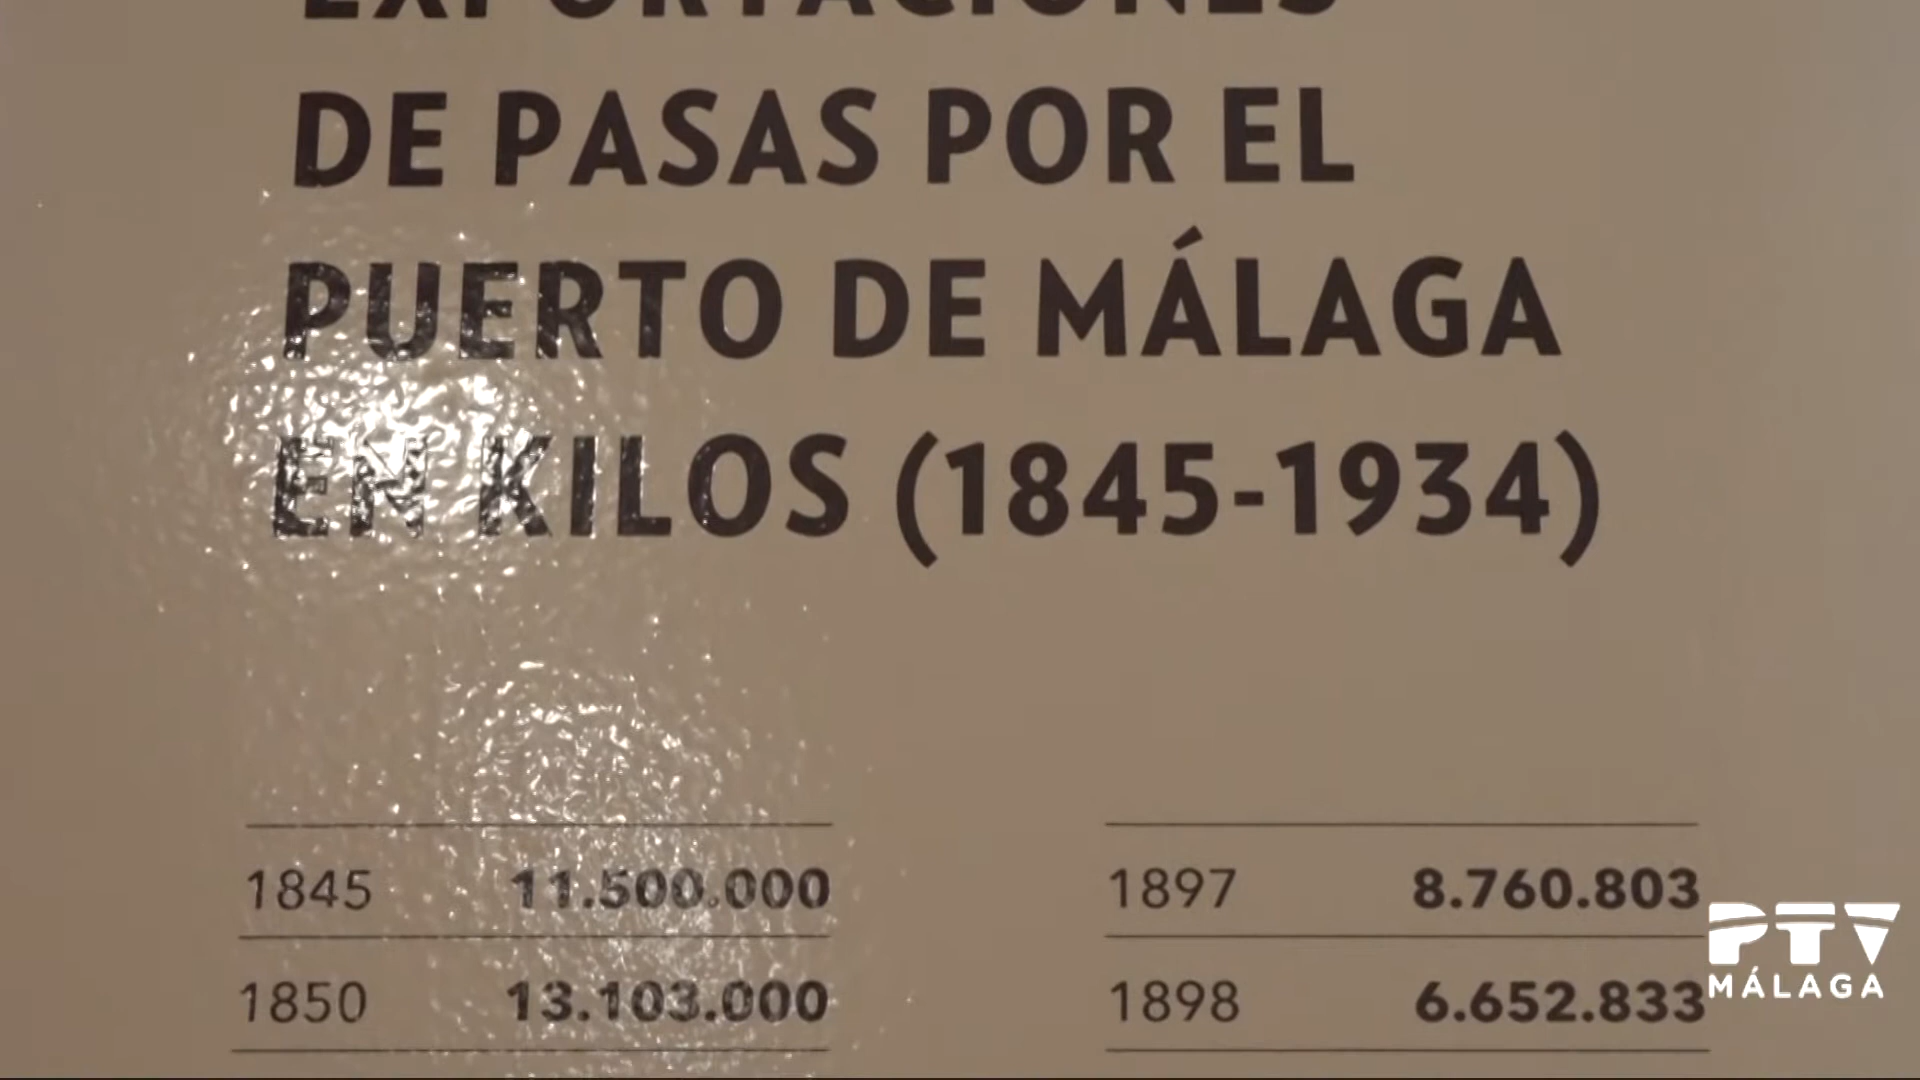 EXPORTACIONES
DE PASAS POR EL
PUERTO DE MÁLAGA
EN KILOS (1845-1934)
1845 11.500.000 1897 8.760.803
1850 13.103.000 1898 6.652.833
PTV
MÁLAGA